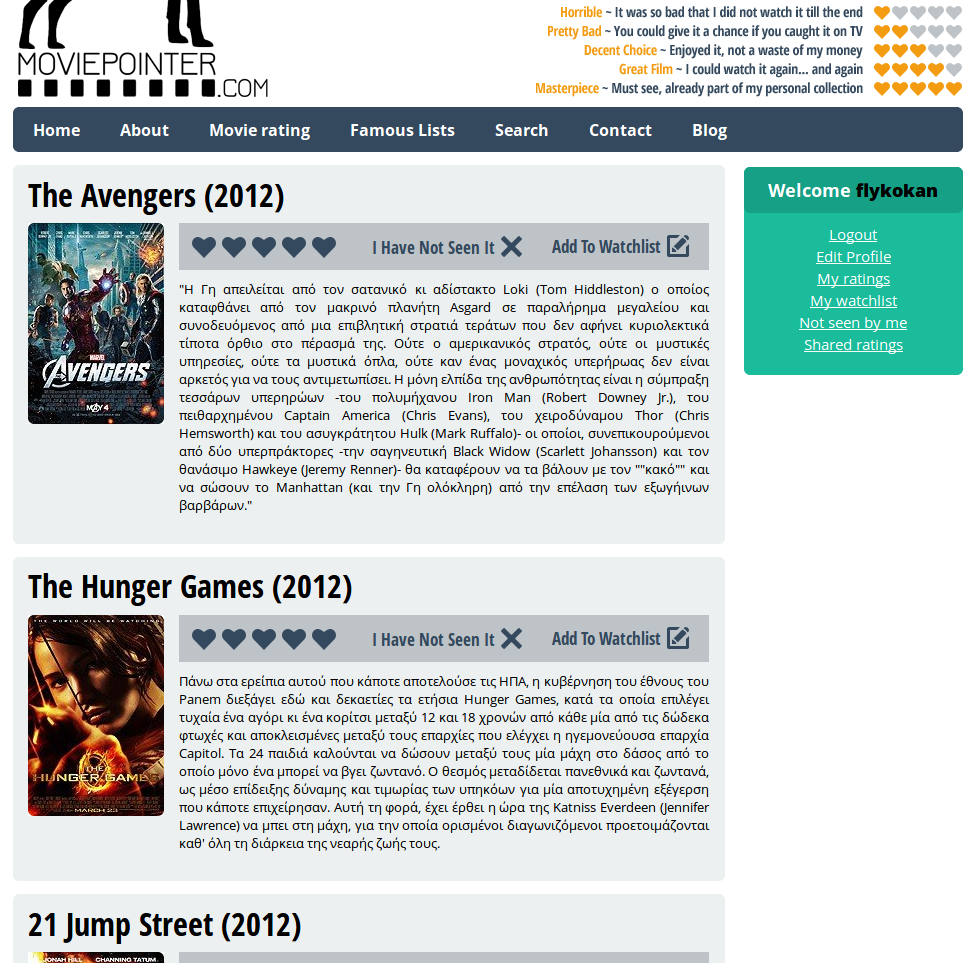 MOVIEPOINTER
.COM
Horrible ~ It was so bad that I did not watch it till the end
Pretty Bad ~ You could give it a chance if you caught it on TV
Decent Choice ~ Enjoyed it, not a waste of my money
Great Film ~ I could watch it again... and again
Masterpiece ~ Must see, already part of my personal collection
Home About Movie rating Famous Lists Search Contact Blog
The Avengers (2012)
MARVEL
AVENGERS
MAY 4
I Have Not Seen It Add To Watchlist
"Η Γη απειλείται από τον σατανικό κι αδίστακτο Loki (Tom Hiddleston) ο οποίος
καταφθάνει από τον μακρινό πλανήτη Asgard σε παραλήρημα μεγαλείου και
συνοδευόμενος από μια επιβλητική στρατιά τεράτων που δεν αφήνει κυριολεκτικά
τίποτα όρθιο στο πέρασμά της. Ούτε ο αμερικανικός στρατός, ούτε οι μυστικές
υπηρεσίες, ούτε τα μυστικά όπλα, ούτε καν ένας μοναχικός υπερήρωας δεν είναι
αρκετός για να τους αντιμετωπίσει. Η μόνη ελπίδα της ανθρωπότητας είναι η σύμπραξη
τεσσάρων υπερηρώων -του πολυμήχανου Iron Man (Robert Downey Jr.), του
πειθαρχημένου Captain America (Chris Evans), του χειροδύναμου Thor (Chris
Hemsworth) και του ασυγκράτητου Hulk (Mark Ruffalo)- οι οποίοι, συνεπικουρούμενοι
από δύο υπερπράκτορες -την σαγηνευτική Black Widow (Scarlett Johansson) και τον
θανάσιμο Hawkeye (Jeremy Renner)- θα καταφέρουν να τα βάλουν με τον ""κακό"" και
να σώσουν το Manhattan (και την Γη ολόκληρη) από την επέλαση των εξωγήινων
βαρβάρων."
Welcome flykokan
Logout
Edit Profile
My ratings
My watchlist
Not seen by me
Shared ratings
The Hunger Games (2012)
THE WORLD WILL BE WATCHING
THE
HUNGER GAMES
MARCH 23
I Have Not Seen It Add To Watchlist
Πάνω στα ερείπια αυτού που κάποτε αποτελούσε τις ΗΠΑ, η κυβέρνηση του έθνους του
Panem διεξάγει εδώ και δεκαετίες τα ετήσια Hunger Games, κατά τα οποία επιλέγει
τυχαία ένα αγόρι κι ένα κορίτσι μεταξύ 12 και 18 χρονών από κάθε μία από τις δώδεκα
φτωχές και αποκλεισμένες μεταξύ τους επαρχίες που ελέγχει η ηγεμονεύουσα επαρχία
Capitol. Τα 24 παιδιά καλούνται να δώσουν μεταξύ τους μία μάχη στο δάσος από το
οποίο μόνο ένα μπορεί να βγει ζωντανό. Ο θεσμός μεταδίδεται πανεθνικά και ζωντανά,
ως μέσο επίδειξης δύναμης και τιμωρίας των υπηκόων για μία αποτυχημένη εξέγερση
που κάποτε επιχείρησαν. Αυτή τη φορά, έχει έρθει η ώρα της Katniss Everdeen (Jennifer
Lawrence) να μπει στη μάχη, για την οποία ορισμένοι διαγωνιζόμενοι προετοιμάζονται
καθ' όλη τη διάρκεια της νεαρής ζωής τους.
21 Jump Street (2012)
JONAH HILL CHANNING TATUM